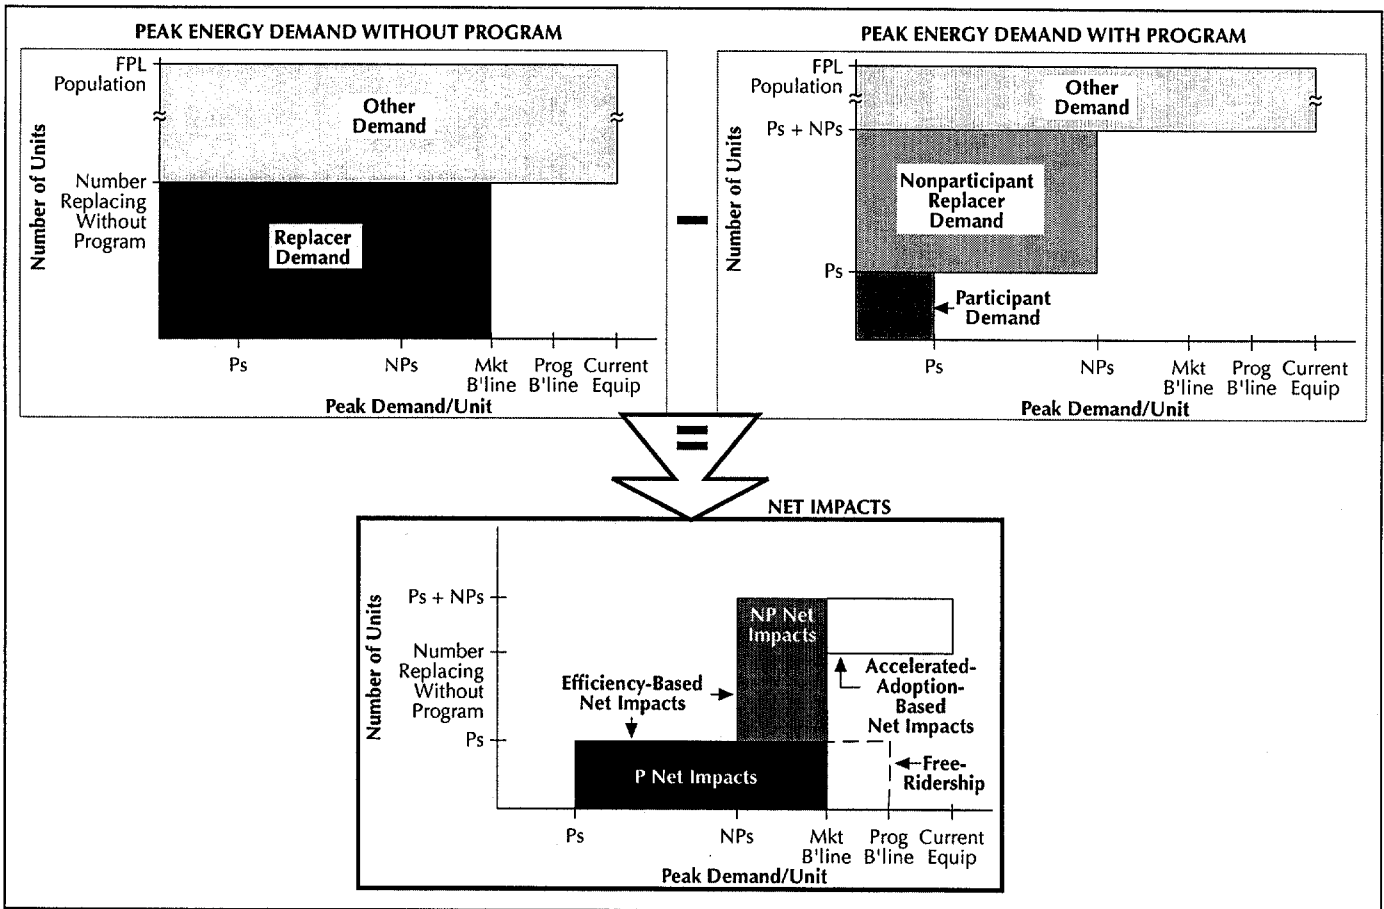 PEAK ENERGY DEMAND WITHOUT PROGRAM
FPL
Population
Number
Replacing
Without
Program
Number of Units
Other
Demand
Replacer
Demand
Ps
NPs
Mkt
B'line
Prog
B'line
Current
Equip
Peak Demand/Unit
–
PEAK ENERGY DEMAND WITH PROGRAM
FPL
Population
Ps + NPs
Ps
Number of Units
Other
Demand
Nonparticipant
Replacer
Demand
Participant
Demand
Ps
NPs
Mkt
B'line
Prog
B'line
Current
Equip
Peak Demand/Unit
=
NET IMPACTS
Ps + NPs
Number
Replacing
Without
Program
Ps
Number of Units
NP Net
Impacts
Efficiency-Based
Net Impacts
Accelerated-
Adoption-
Based
Net Impacts
P Net Impacts
Free-
Ridership
Ps
NPs
Mkt
B'line
Prog
B'line
Current
Equip
Peak Demand/Unit